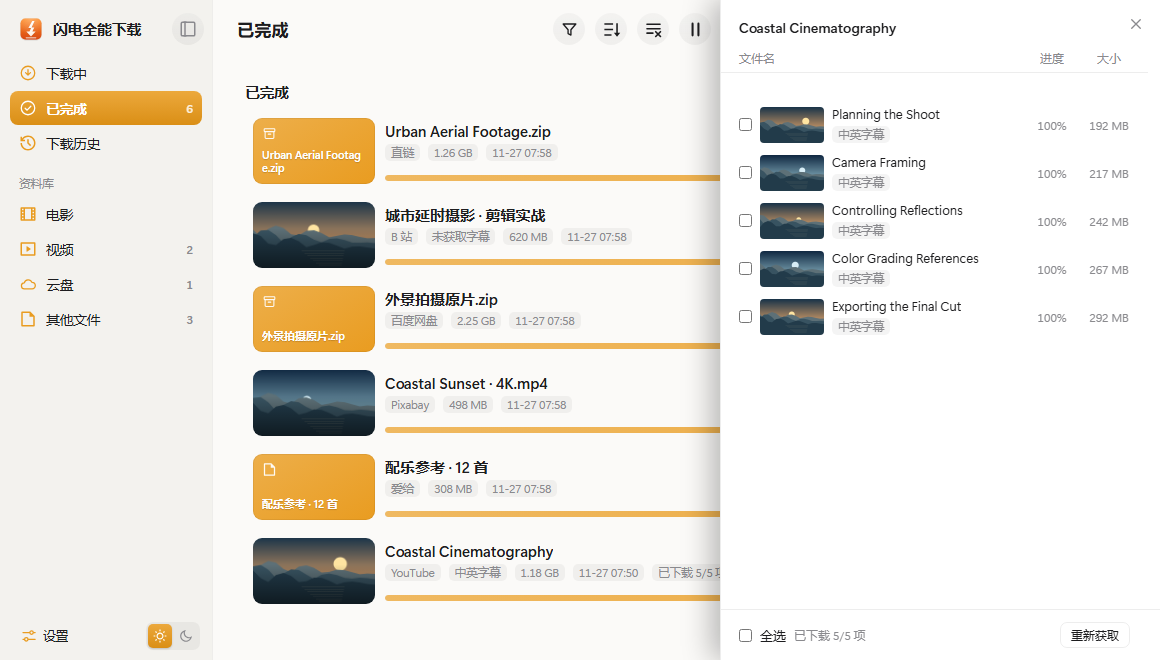 闪电全能下载
下载中
已完成 6
下载历史
资料库
电影
视频 2
云盘 1
其他文件 3
设置
已完成
已完成
Urban Aerial Footag
e.zip
Urban Aerial Footage.zip
直链 1.26 GB 11-27 07:58
城市延时摄影 · 剪辑实战
B 站 未获取字幕 620 MB 11-27 07:58
外景拍摄原片.zip
外景拍摄原片.zip
百度网盘 2.25 GB 11-27 07:58
Coastal Sunset · 4K.mp4
Pixabay 498 MB 11-27 07:58
配乐参考 · 12 首
配乐参考 · 12 首
爱给 308 MB 11-27 07:58
Coastal Cinematography
YouTube 中英字幕 1.18 GB 11-27 07:50 已下载 5/5
Coastal Cinematography
文件名 进度 大小
Planning the Shoot
中英字幕 100% 192 MB
Camera Framing
中英字幕 100% 217 MB
Controlling Reflections
中英字幕 100% 242 MB
Color Grading References
中英字幕 100% 267 MB
Exporting the Final Cut
中英字幕 100% 292 MB
全选 已下载 5/5 项 重新获取